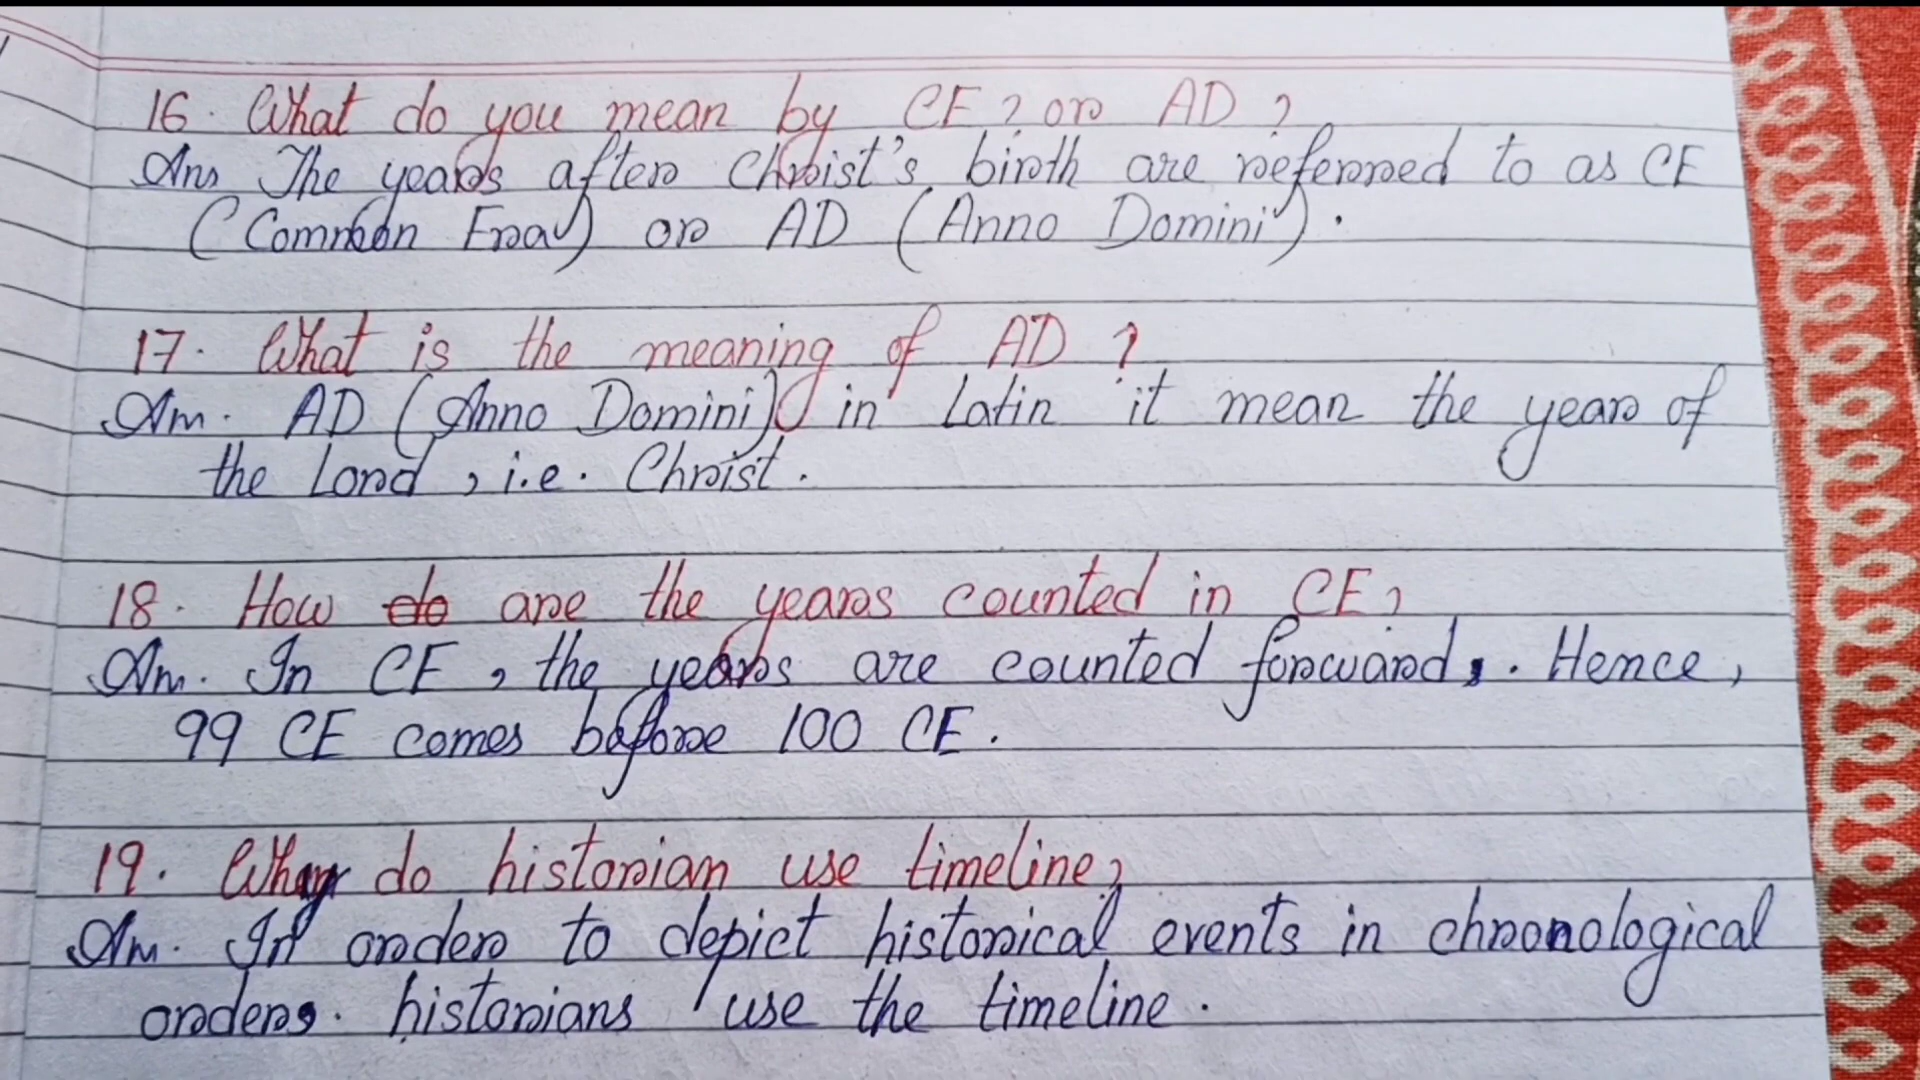 16. What do you mean by CE? or AD?
Ans The years after Christ's birth are referred to as CE
(Common Era) or AD (Anno Domini).
17. What is the meaning of AD?
Ans. AD (Anno Domini) in Latin it mean the year of
the Lord, i.e. Christ.
18. How do are the years counted in CE?
Ans. In CE, the years are counted forward. Hence,
99 CE comes before 100 CE.
19. Why do historian use timeline?
Ans. In order to depict historical events in chronological
orders. historians use the timeline.